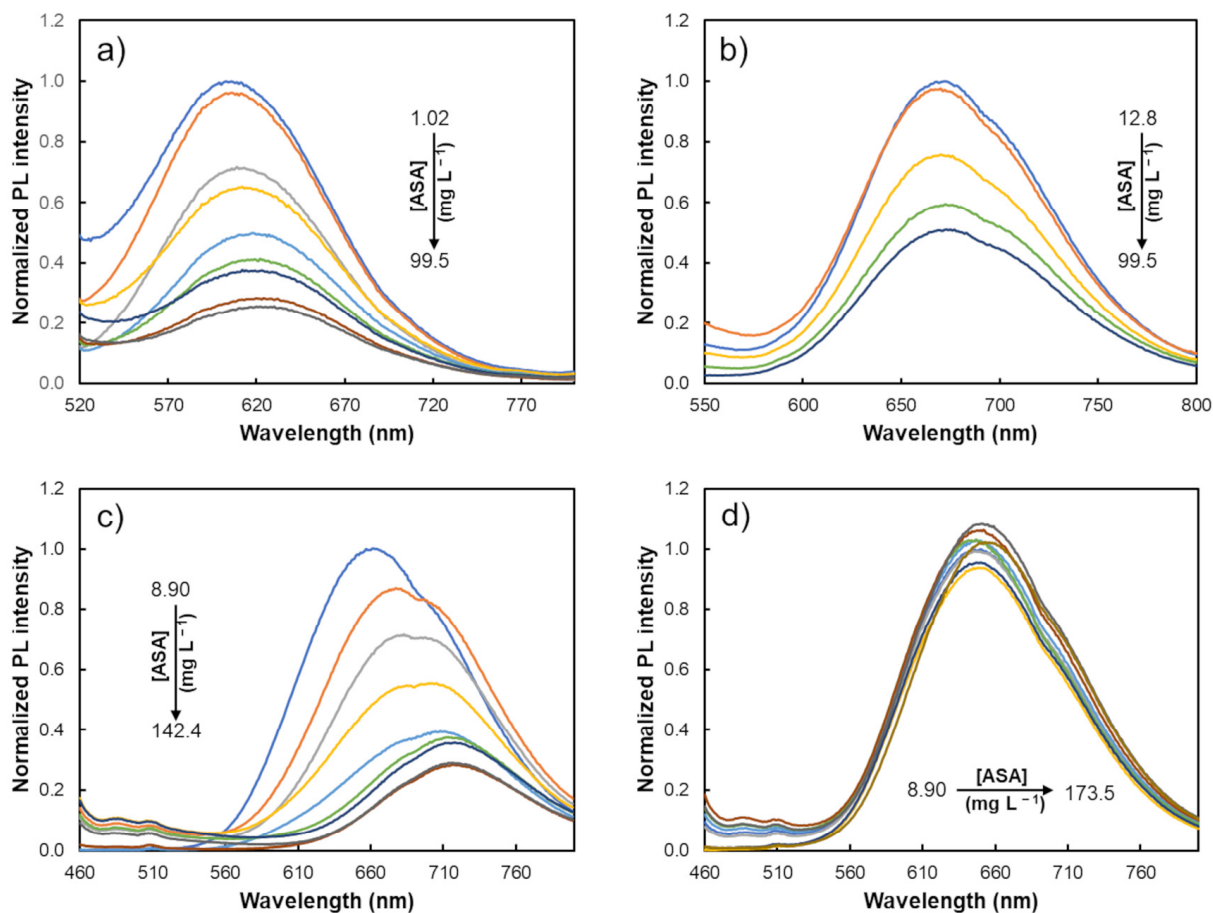 a)
1.2
1.0
0.8
0.6
0.4
0.2
0.0
Normalized PL intensity
1.02
[ASA]
(mg L⁻¹)
99.5
520 570 620 670 720 770
Wavelength (nm)
b)
1.2
1.0
0.8
0.6
0.4
0.2
0.0
Normalized PL intensity
12.8
[ASA]
(mg L⁻¹)
99.5
550 600 650 700 750 800
Wavelength (nm)
c)
1.2
1.0
0.8
0.6
0.4
0.2
0.0
Normalized PL intensity
8.90
[ASA]
(mg L⁻¹)
142.4
460 510 560 610 660 710 760
Wavelength (nm)
d)
1.2
1.0
0.8
0.6
0.4
0.2
0.0
Normalized PL intensity
8.90 [ASA] 173.5
(mg L⁻¹)
460 510 560 610 660 710 760
Wavelength (nm)